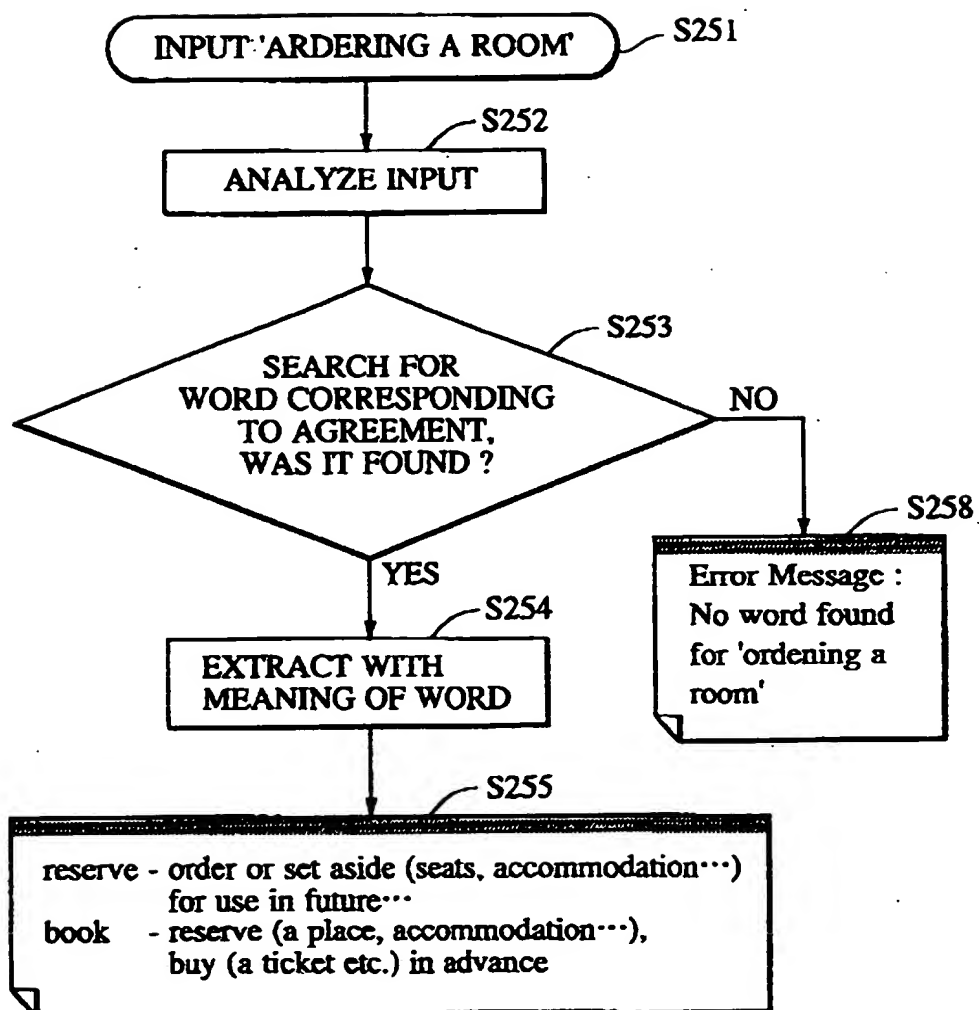 INPUT 'ARDERING A ROOM'
S251
S252
ANALYZE INPUT
S253
SEARCH FOR
WORD CORRESPONDING
TO AGREEMENT,
WAS IT FOUND ?
NO
YES
S258
Error Message :
No word found
for 'ordening a
room'
S254
EXTRACT WITH
MEANING OF WORD
S255
reserve - order or set aside (seats, accommodation···)
for use in future···
book - reserve (a place, accommodation···),
buy (a ticket etc.) in advance